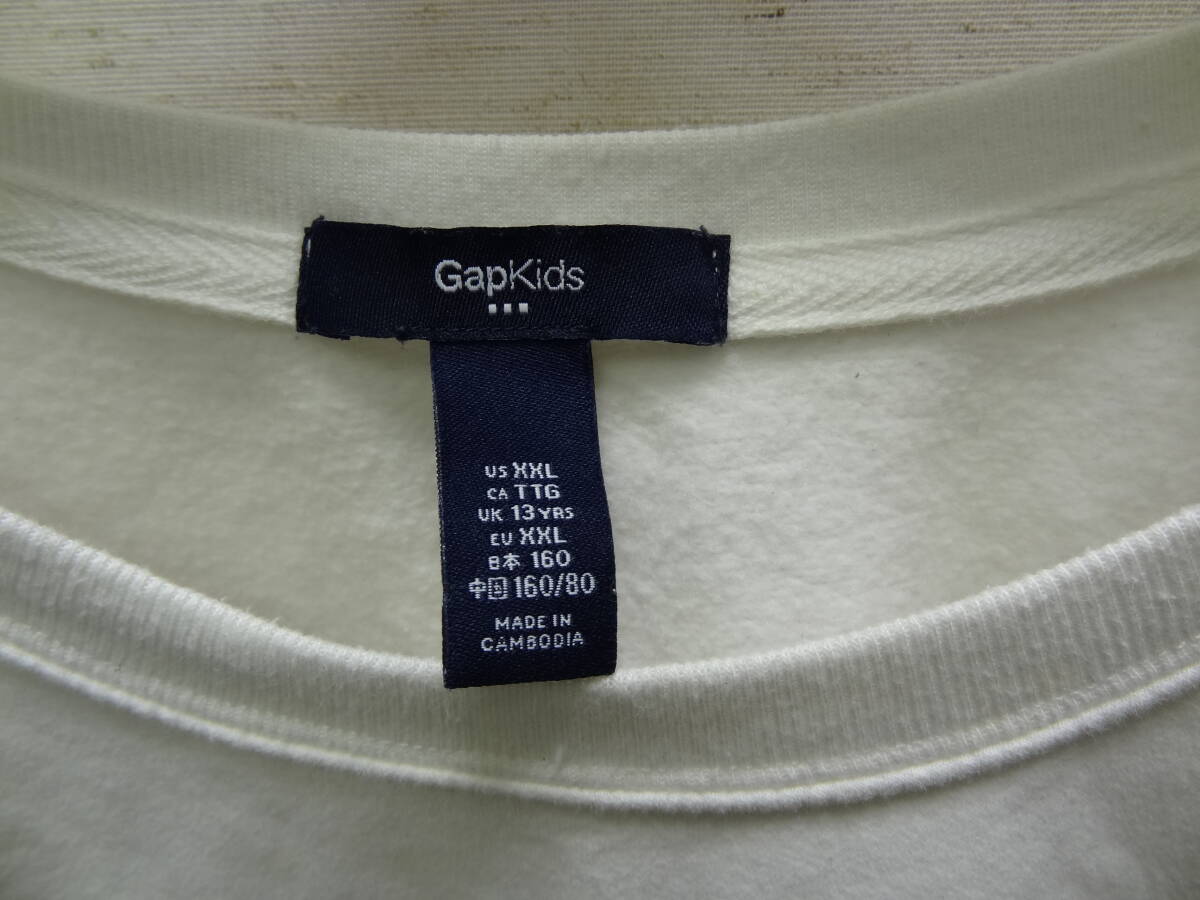 GapKids
US XXL
CA TTG
UK 13 YRS
EU XXL
日本 160
中国 160/80
MADE IN
CAMBODIA